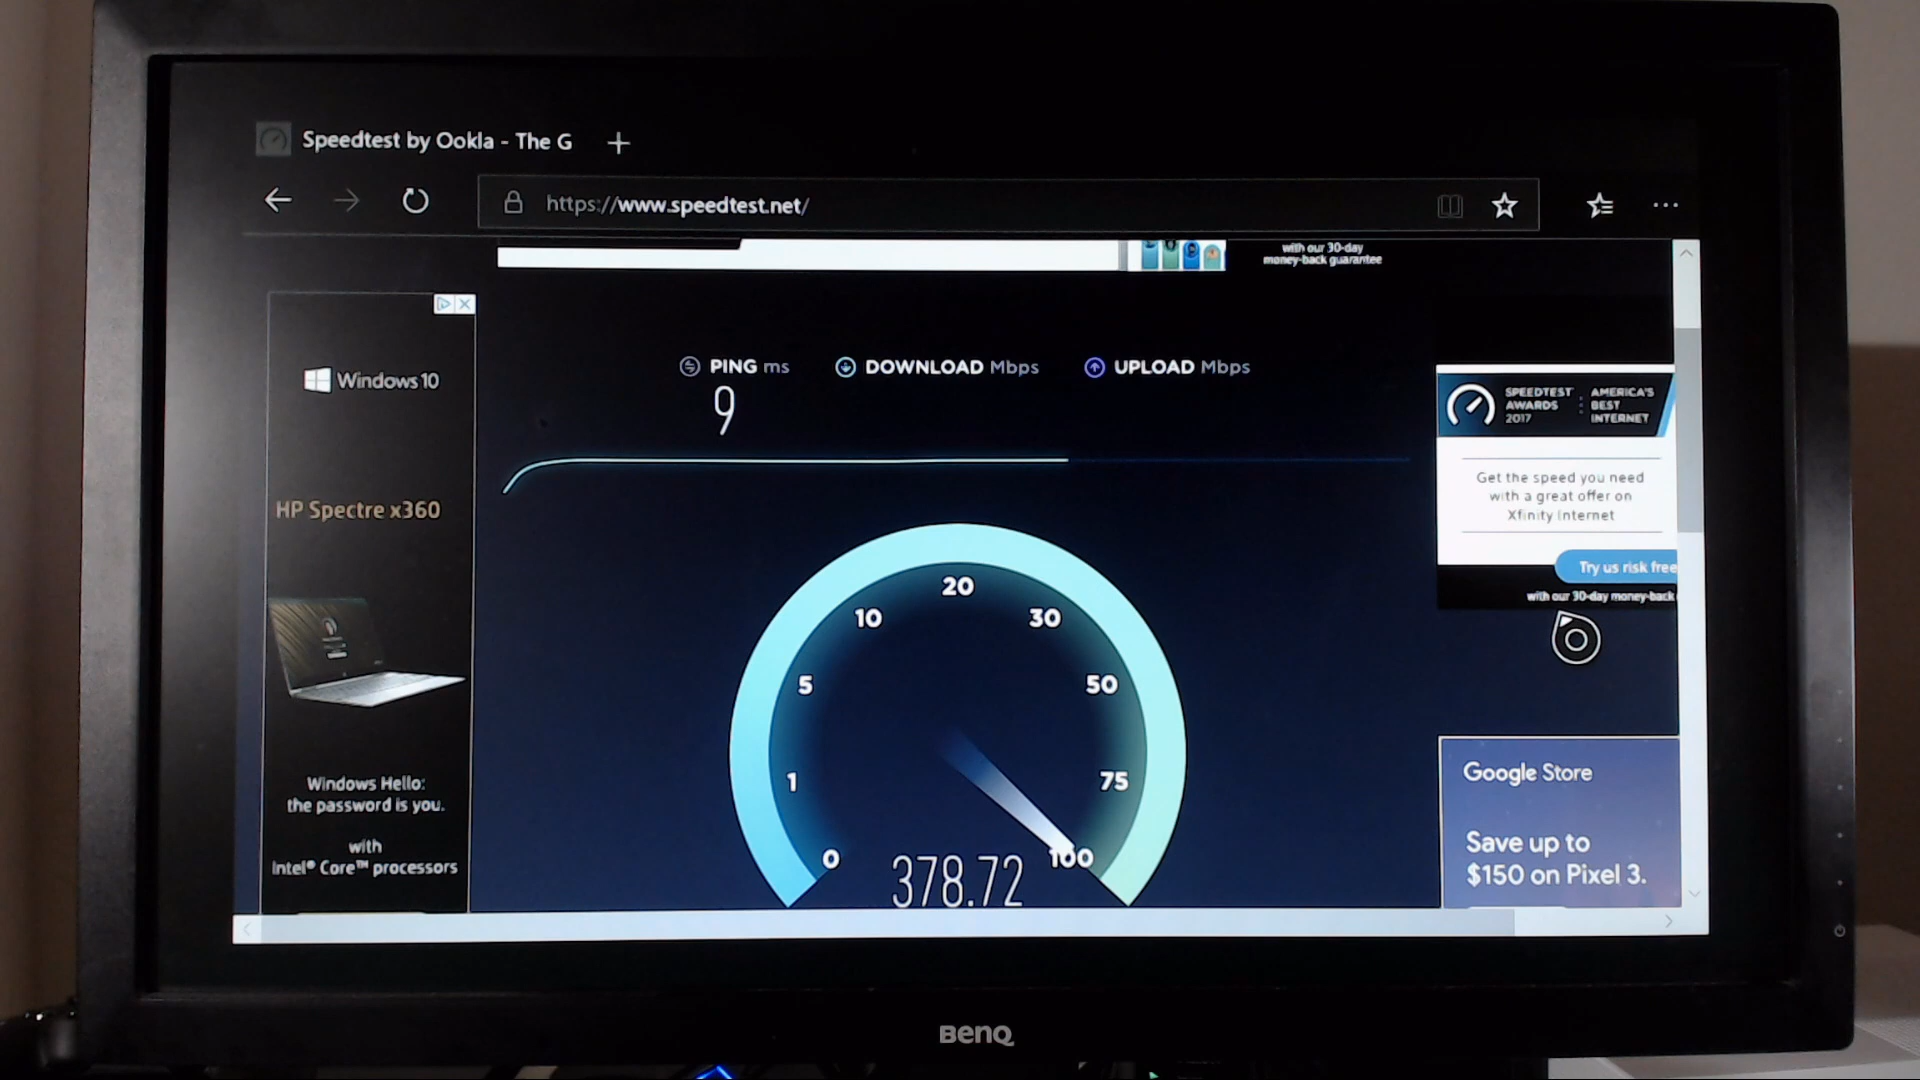 Speedtest by Ookla - The G
https://www.speedtest.net/
with our 30-day
money-back guarantee
Windows 10
HP Spectre x360
Windows Hello:
the password is you.
with
Intel® Core™ processors
PING ms
9
DOWNLOAD Mbps
UPLOAD Mbps
0
1
5
10
20
30
50
75
100
378.72
SPEEDTEST
AWARDS
2017
AMERICA'S
BEST
INTERNET
Get the speed you need
with a great offer on
Xfinity Internet
Try us risk free
with our 30-day money-back
Google Store
Save up to
$150 on Pixel 3.
BenQ